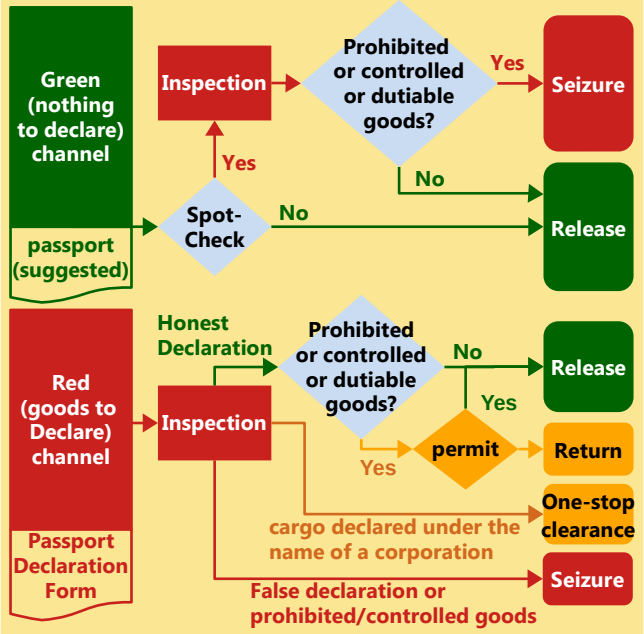 Green
(nothing
to declare)
channel
passport
(suggested)
Inspection
Yes
Spot-
Check
No
Prohibited
or controlled
or dutiable
goods?
Yes
No
Seizure
Release
Red
(goods to
Declare)
channel
Passport
Declaration
Form
Honest
Declaration
Inspection
Prohibited
or controlled
or dutiable
goods?
No
Yes
Yes
permit
Release
Return
One-stop
clearance
cargo declared under the
name of a corporation
Seizure
False declaration or
prohibited/controlled goods